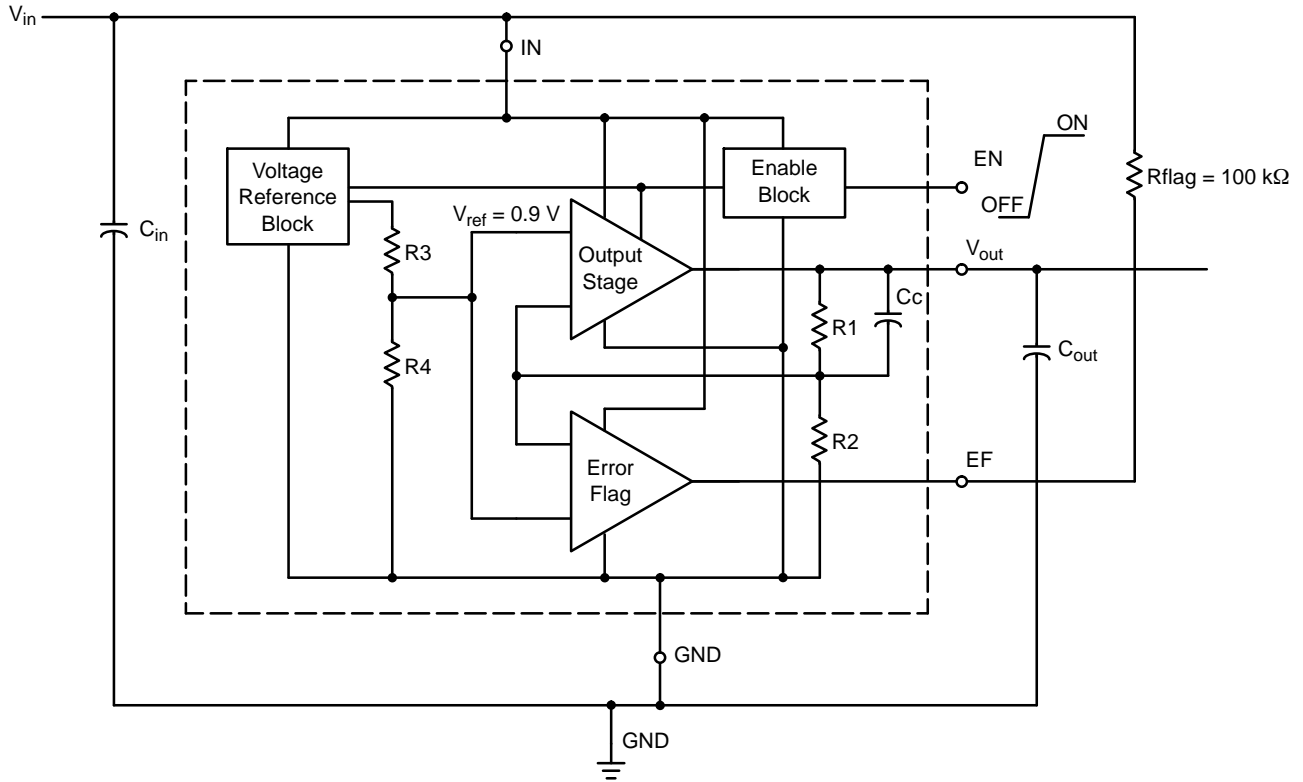 Vin
IN
ON
EN
OFF
Voltage
Reference
Block
Enable
Block
Rflag = 100 kΩ
Cin
Vref = 0.9 V
R3
Output
Stage
Vout
Cc
R1
Cout
R4
R2
Error
Flag
EF
GND
GND